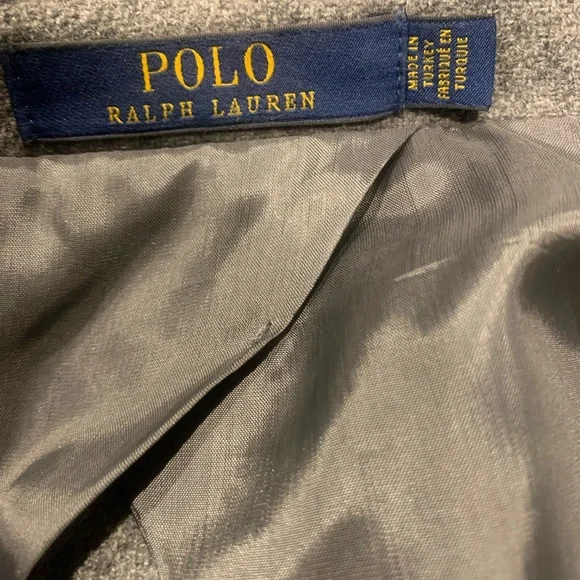 POLO
RALPH LAUREN
MADE IN
TURKEY
FABRIQUÉ EN
TURQUIE